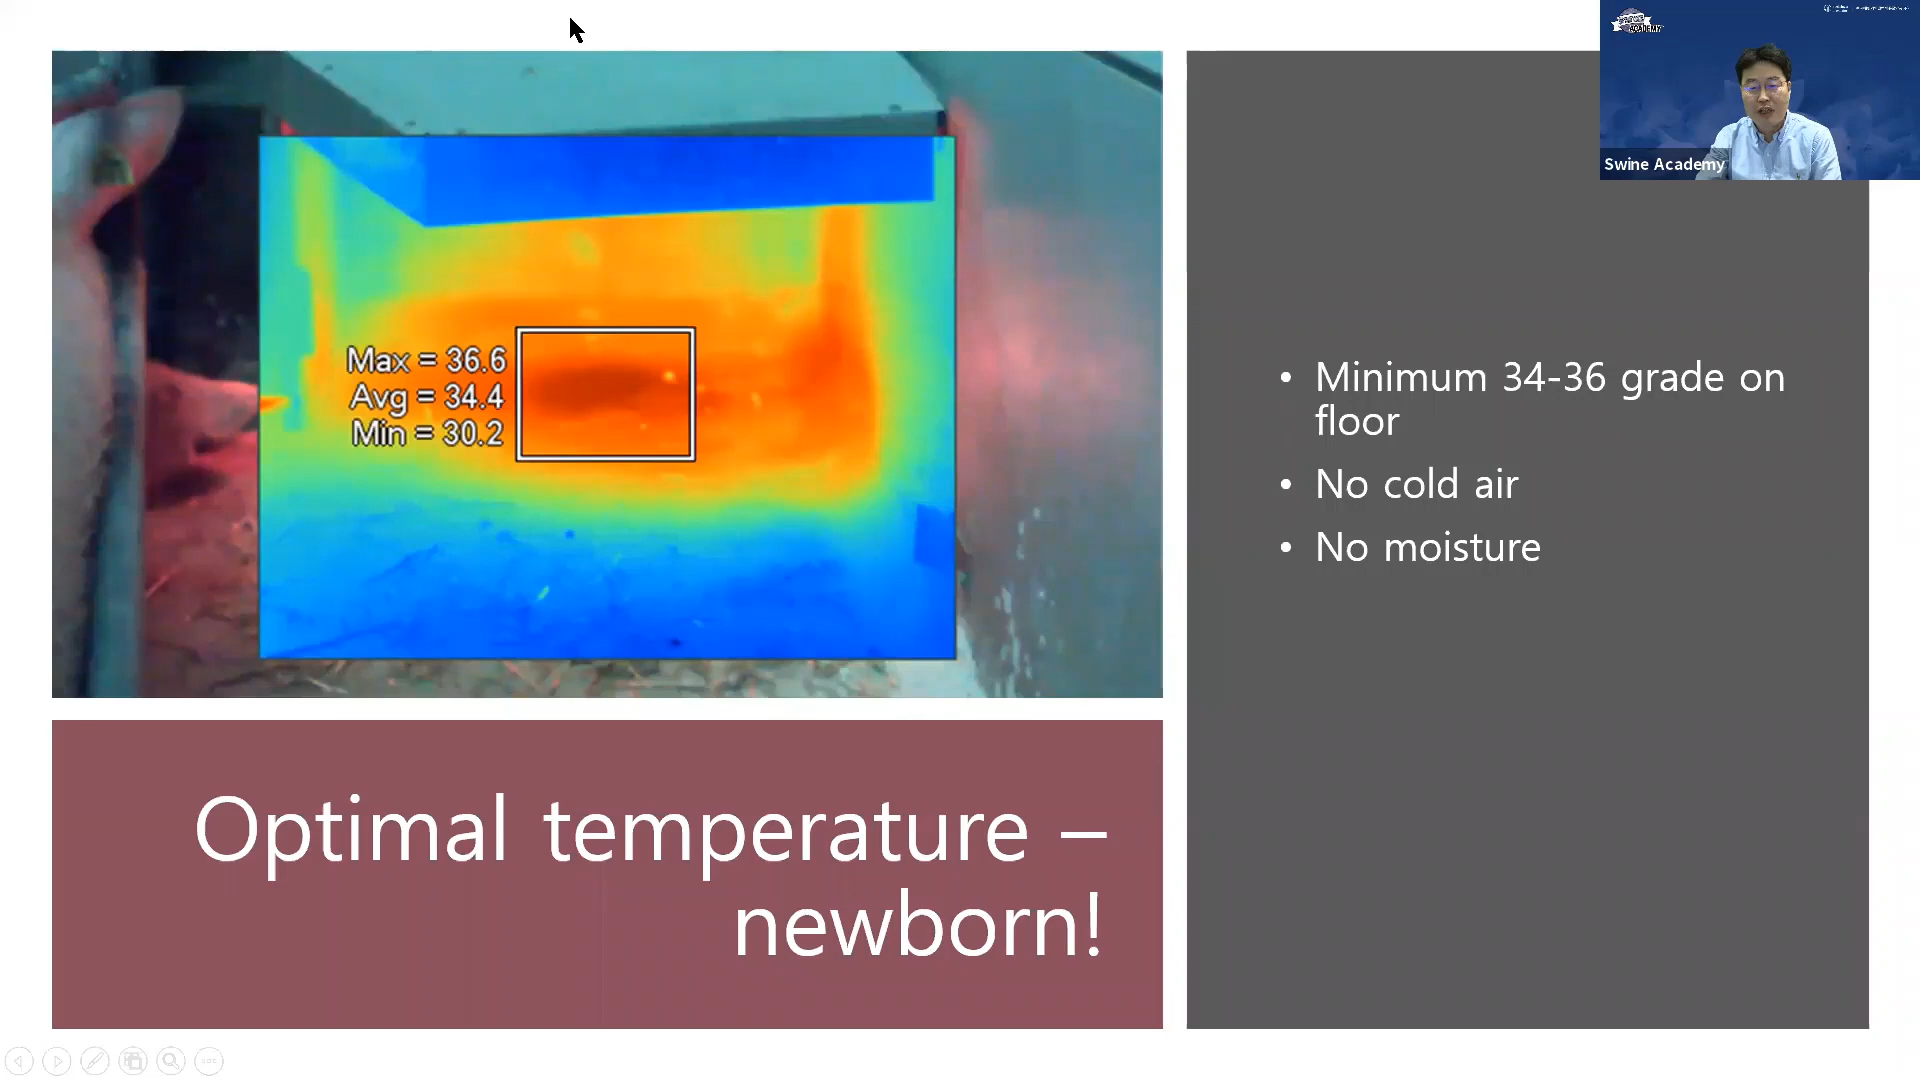 Max = 36.6
Avg = 34.4
Min = 30.2
Optimal temperature –
newborn!
• Minimum 34-36 grade on
floor
• No cold air
• No moisture
ACADEMY
Swine Academy